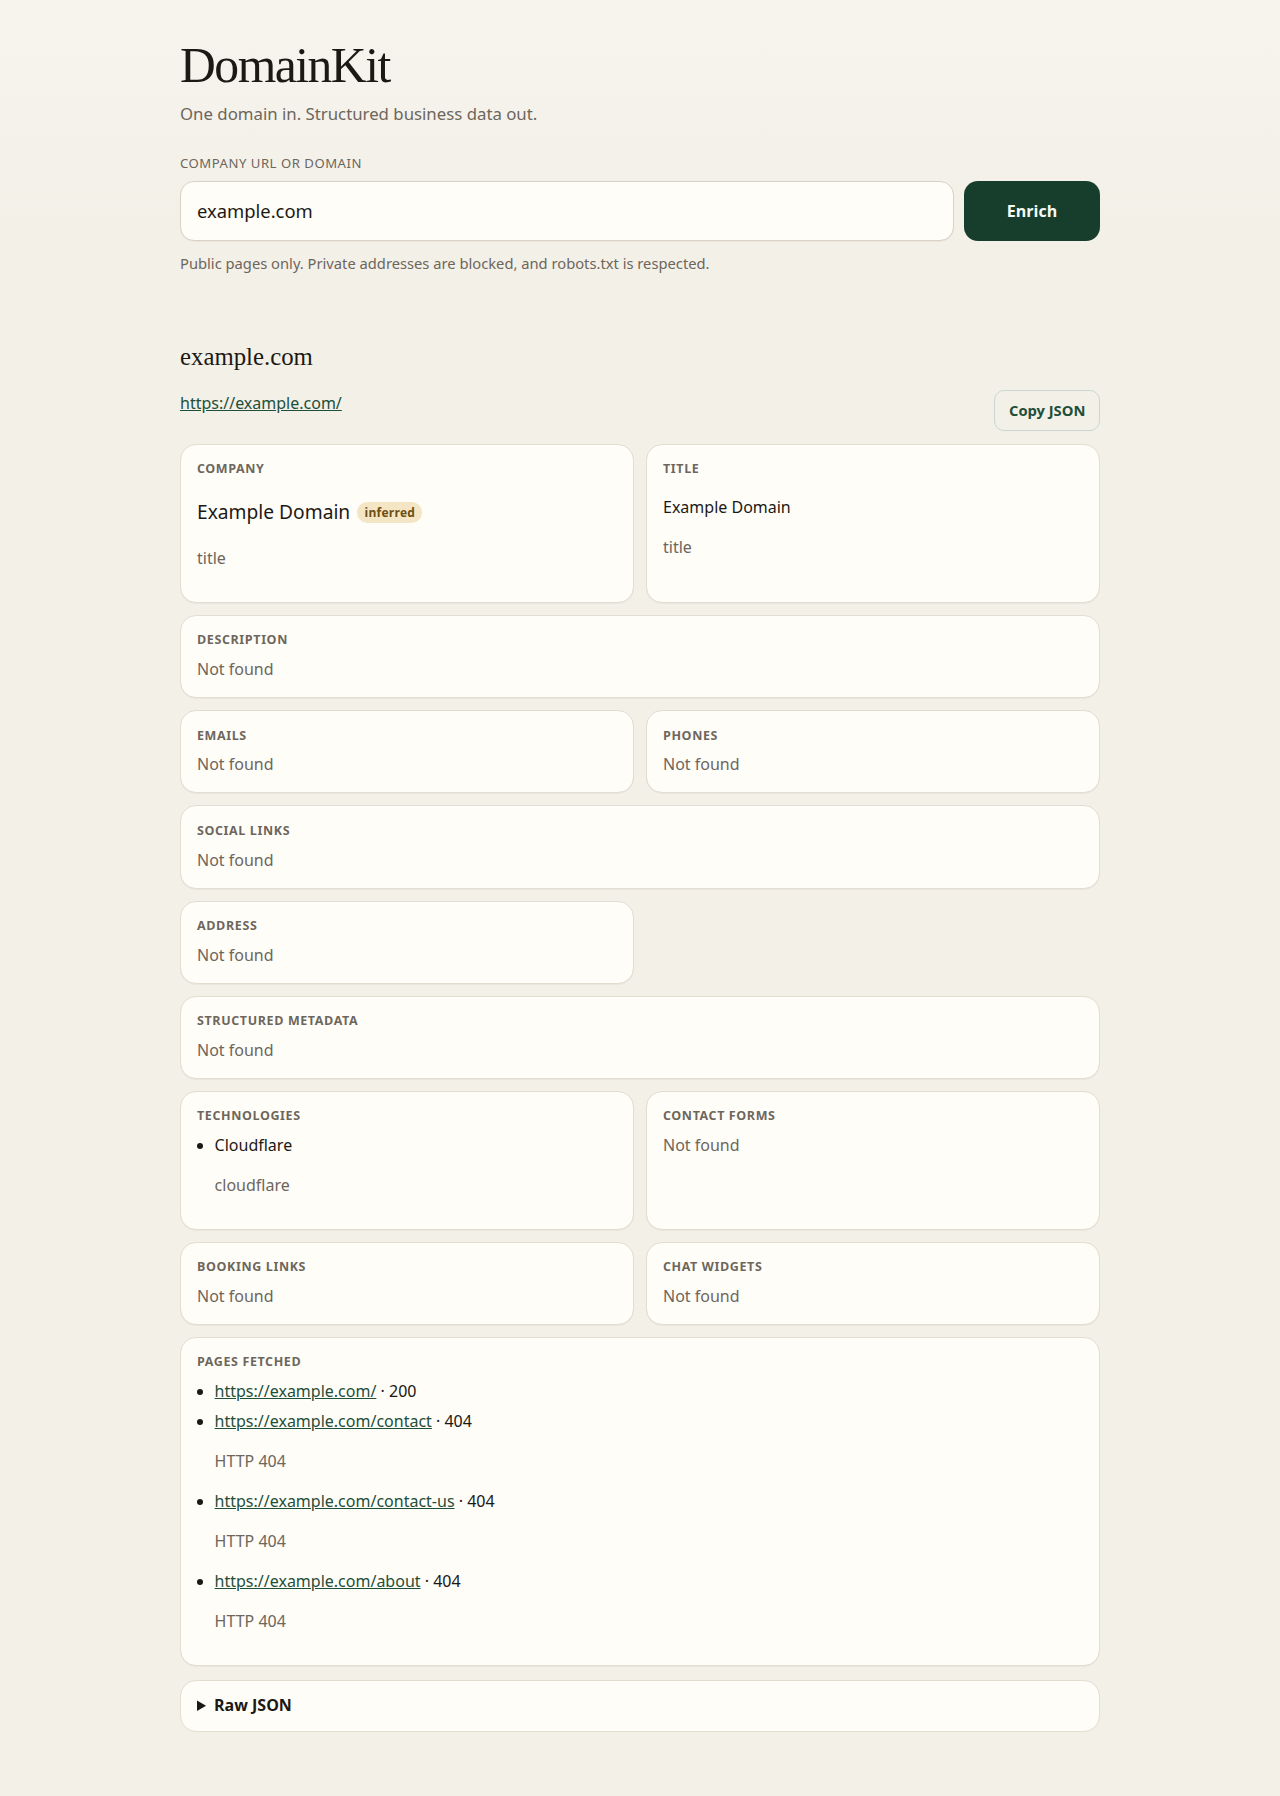 DomainKit
One domain in. Structured business data out.
COMPANY URL OR DOMAIN
example.com
Enrich
Public pages only. Private addresses are blocked, and robots.txt is respected.
example.com
https://example.com/
Copy JSON
COMPANY
Example Domain inferred
title
TITLE
Example Domain
title
DESCRIPTION
Not found
EMAILS
Not found
PHONES
Not found
SOCIAL LINKS
Not found
ADDRESS
Not found
STRUCTURED METADATA
Not found
TECHNOLOGIES
• Cloudflare
cloudflare
CONTACT FORMS
Not found
BOOKING LINKS
Not found
CHAT WIDGETS
Not found
PAGES FETCHED
• https://example.com/ · 200
• https://example.com/contact · 404
HTTP 404
• https://example.com/contact-us · 404
HTTP 404
• https://example.com/about · 404
HTTP 404
▶ Raw JSON